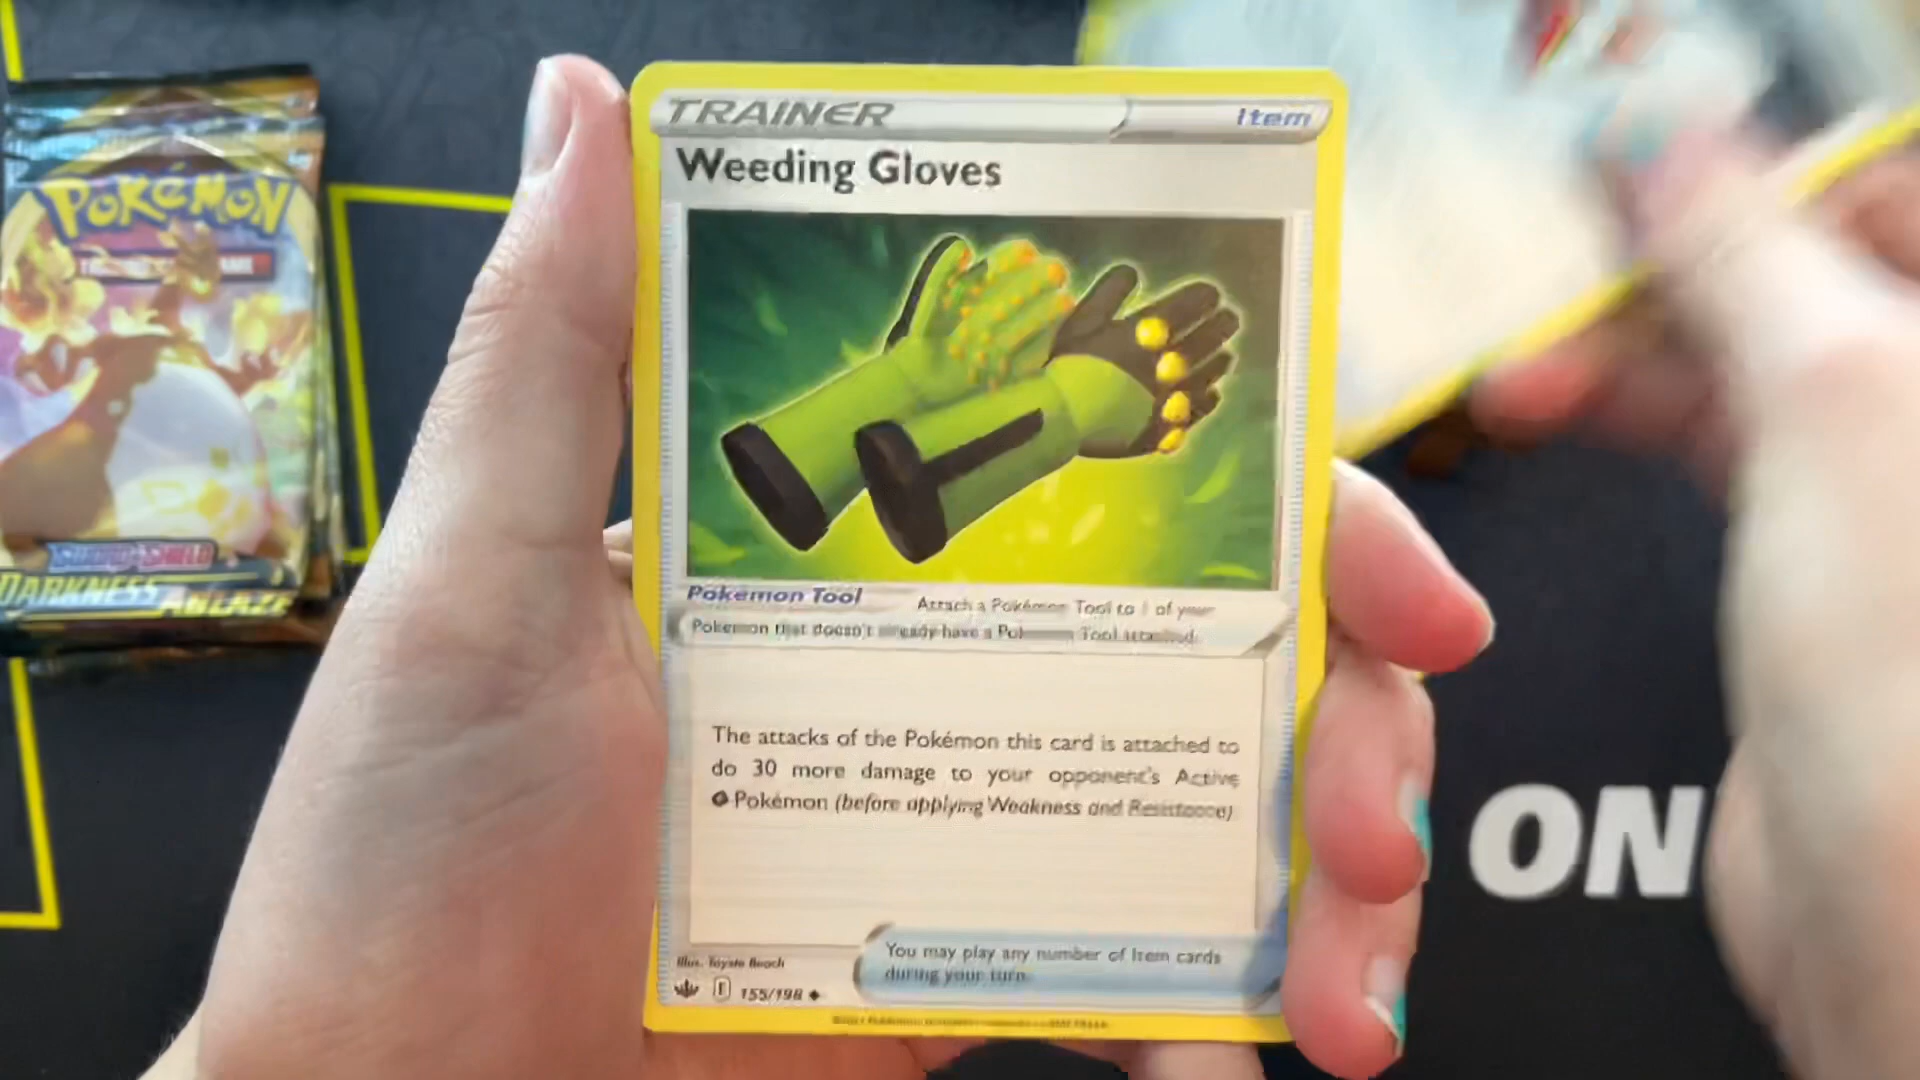 TRAINER
Item
Weeding Gloves
Pokémon Tool
Attach a Pokémon Tool to 1 of your
Pokémon that doesn't already have a Tool attached.
The attacks of the Pokémon this card is attached to
do 30 more damage to your opponent's Active
Pokémon (before applying Weakness and Resistance)
You may play any number of Item cards
during your turn.
Illus. Toyste Beach
E 155/198
POKÉMON
SWORD & SHIELD
DARKNESS ABLAZE
ON